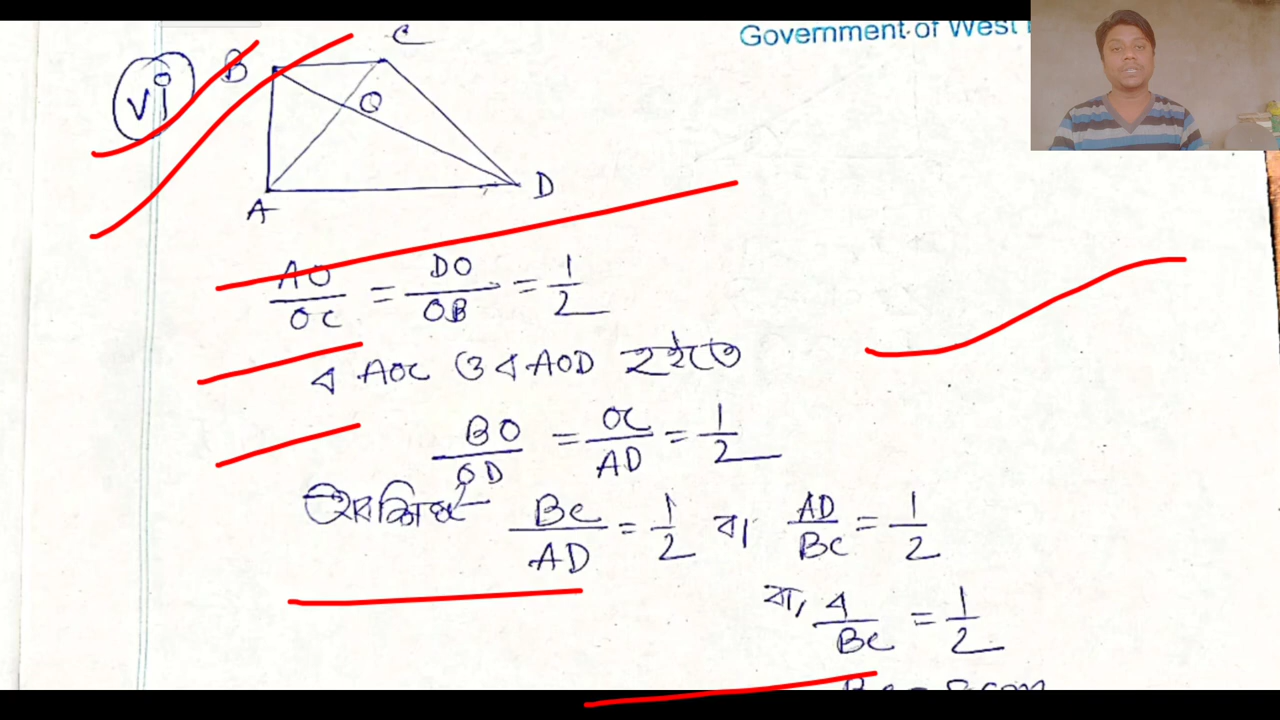 Government of West
vi
B
C
O
A
D
AO/OC = DO/OB = 1/2
AOC ও AOD হইতে
BO/OD = OC/AD = 1/2
BC/AD = 1/2 বা, AD/BC = 1/2
বা, 4/BC = 1/2